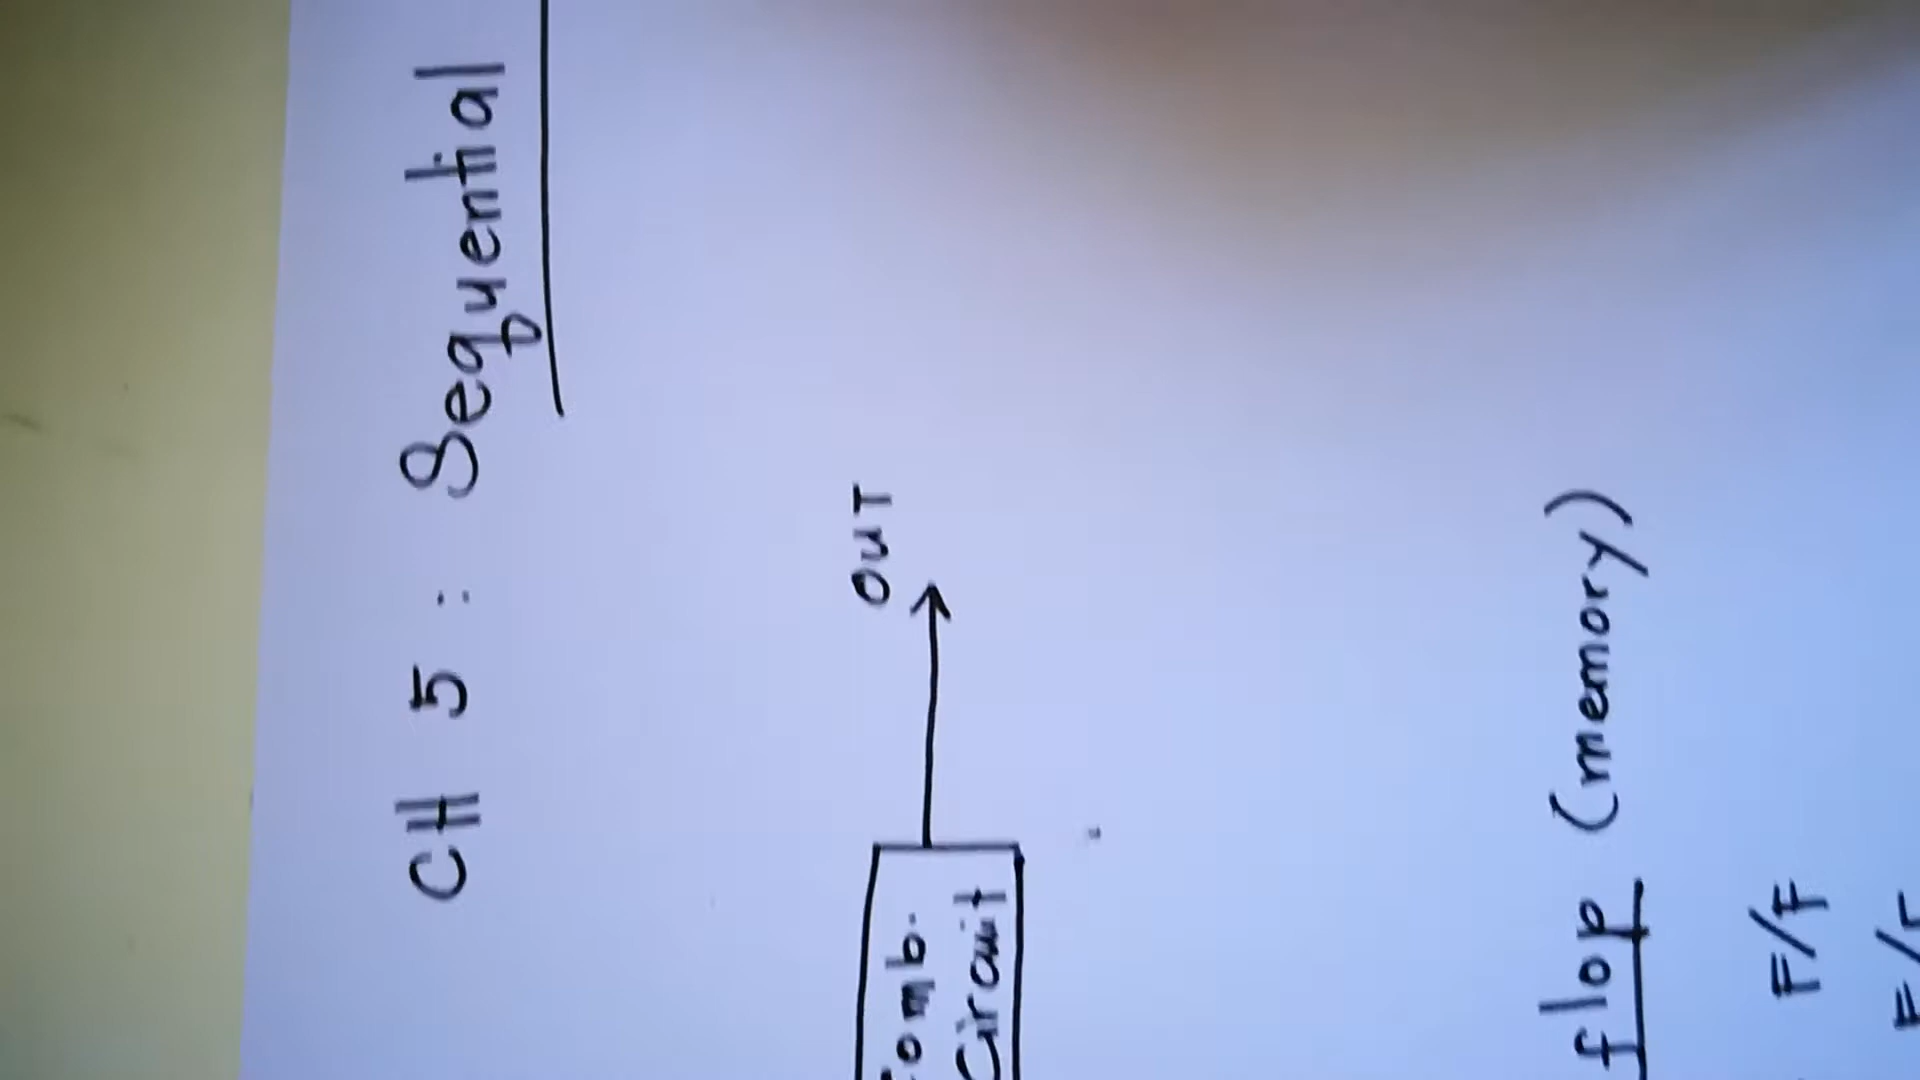 CH 5 : Sequential
OUT
Comb.
Circuit
flop (memory)
F/F
F/F